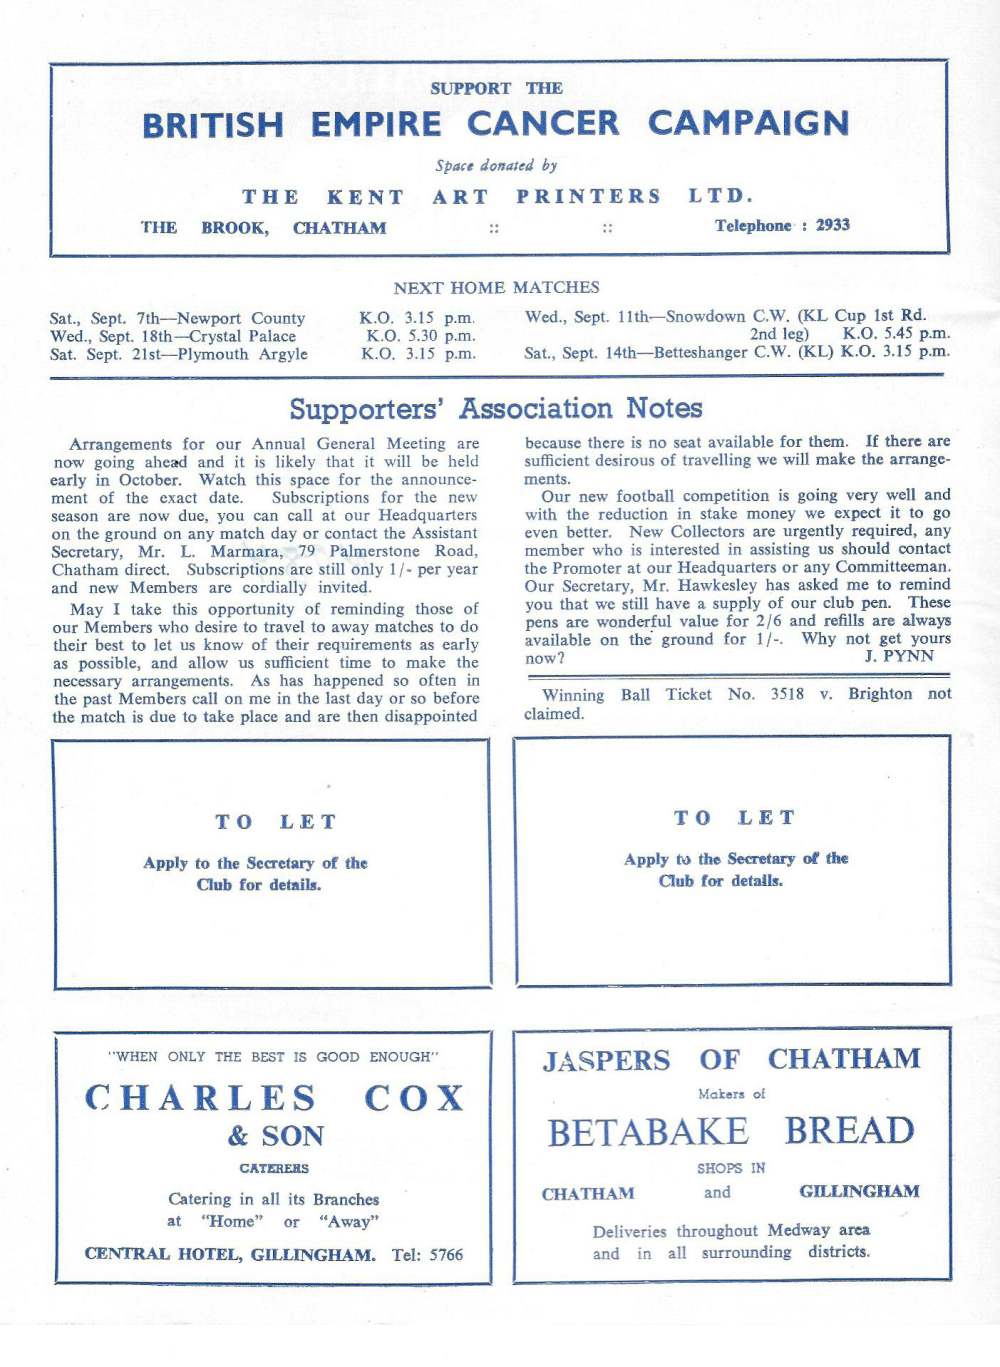 SUPPORT THE
BRITISH EMPIRE CANCER CAMPAIGN
Space donated by
THE KENT ART PRINTERS LTD.
THE BROOK, CHATHAM :: :: Telephone : 2933
NEXT HOME MATCHES
Sat., Sept. 7th—Newport County K.O. 3.15 p.m.
Wed., Sept. 18th—Crystal Palace K.O. 5.30 p.m.
Sat. Sept. 21st—Plymouth Argyle K.O. 3.15 p.m.
Wed., Sept. 11th—Snowdown C.W. (KL Cup 1st Rd.
2nd leg) K.O. 5.45 p.m.
Sat., Sept. 14th—Betteshanger C.W. (KL) K.O. 3.15 p.m.
Supporters' Association Notes
Arrangements for our Annual General Meeting are
now going ahead and it is likely that it will be held
early in October. Watch this space for the announce-
ment of the exact date. Subscriptions for the new
season are now due, you can call at our Headquarters
on the ground on any match day or contact the Assistant
Secretary, Mr. L. Marmara, 79 Palmerstone Road,
Chatham direct. Subscriptions are still only 1/- per year
and new Members are cordially invited.
May I take this opportunity of reminding those of
our Members who desire to travel to away matches to do
their best to let us know of their requirements as early
as possible, and allow us sufficient time to make the
necessary arrangements. As has happened so often in
the past Members call on me in the last day or so before
the match is due to take place and are then disappointed
because there is no seat available for them. If there are
sufficient desirous of travelling we will make the arrange-
ments.
Our new football competition is going very well and
with the reduction in stake money we expect it to go
even better. New Collectors are urgently required, any
member who is interested in assisting us should contact
the Promoter at our Headquarters or any Committeeman.
Our Secretary, Mr. Hawkesley has asked me to remind
you that we still have a supply of our club pen. These
pens are wonderful value for 2/6 and refills are always
available on the ground for 1/-. Why not get yours
now? J. PYNN
Winning Ball Ticket No. 3518 v. Brighton not
claimed.
TO LET
Apply to the Secretary of the
Club for details.
TO LET
Apply to the Secretary of the
Club for details.
"WHEN ONLY THE BEST IS GOOD ENOUGH"
CHARLES COX
& SON
CATERERS
Catering in all its Branches
at "Home" or "Away"
CENTRAL HOTEL, GILLINGHAM. Tel: 5766
JASPERS OF CHATHAM
Makers of
BETABAKE BREAD
SHOPS IN
CHATHAM and GILLINGHAM
Deliveries throughout Medway area
and in all surrounding districts.